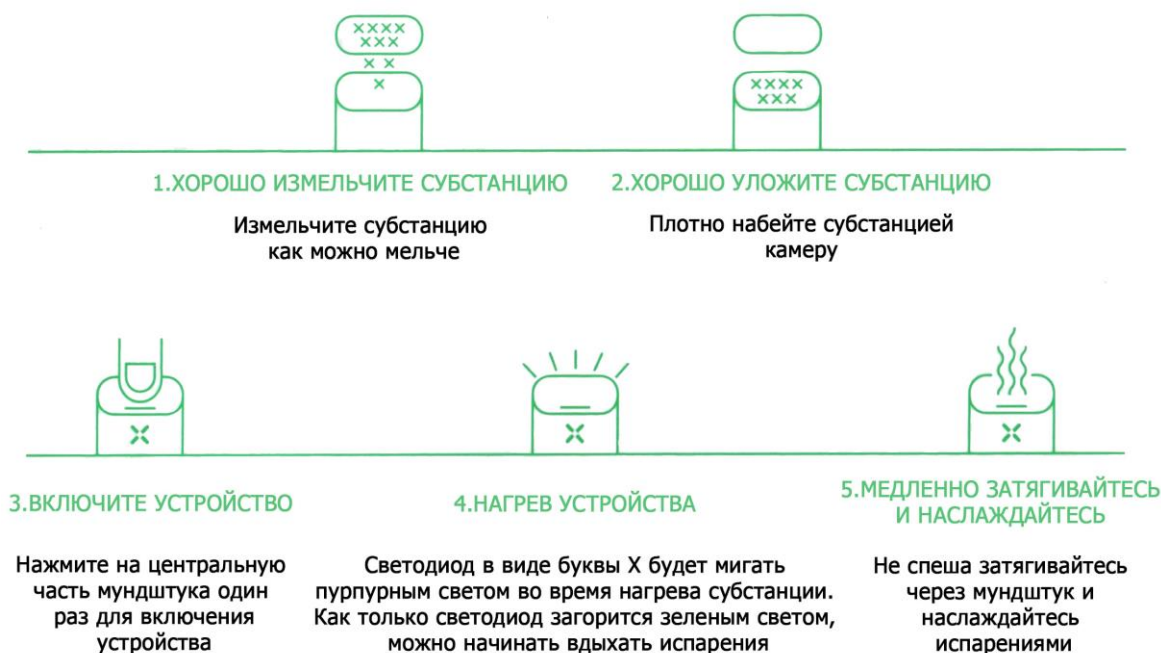 1.ХОРОШО ИЗМЕЛЬЧИТЕ СУБСТАНЦИЮ
Измельчите субстанцию
как можно мельче
2.ХОРОШО УЛОЖИТЕ СУБСТАНЦИЮ
Плотно набейте субстанцией
камеру
3.ВКЛЮЧИТЕ УСТРОЙСТВО
Нажмите на центральную
часть мундштука один
раз для включения
устройства
4.НАГРЕВ УСТРОЙСТВА
Светодиод в виде буквы X будет мигать
пурпурным светом во время нагрева субстанции.
Как только светодиод загорится зеленым светом,
можно начинать вдыхать испарения
5.МЕДЛЕННО ЗАТЯГИВАЙТЕСЬ
И НАСЛАЖДАЙТЕСЬ
Не спеша затягивайтесь
через мундштук и
наслаждайтесь
испарениями